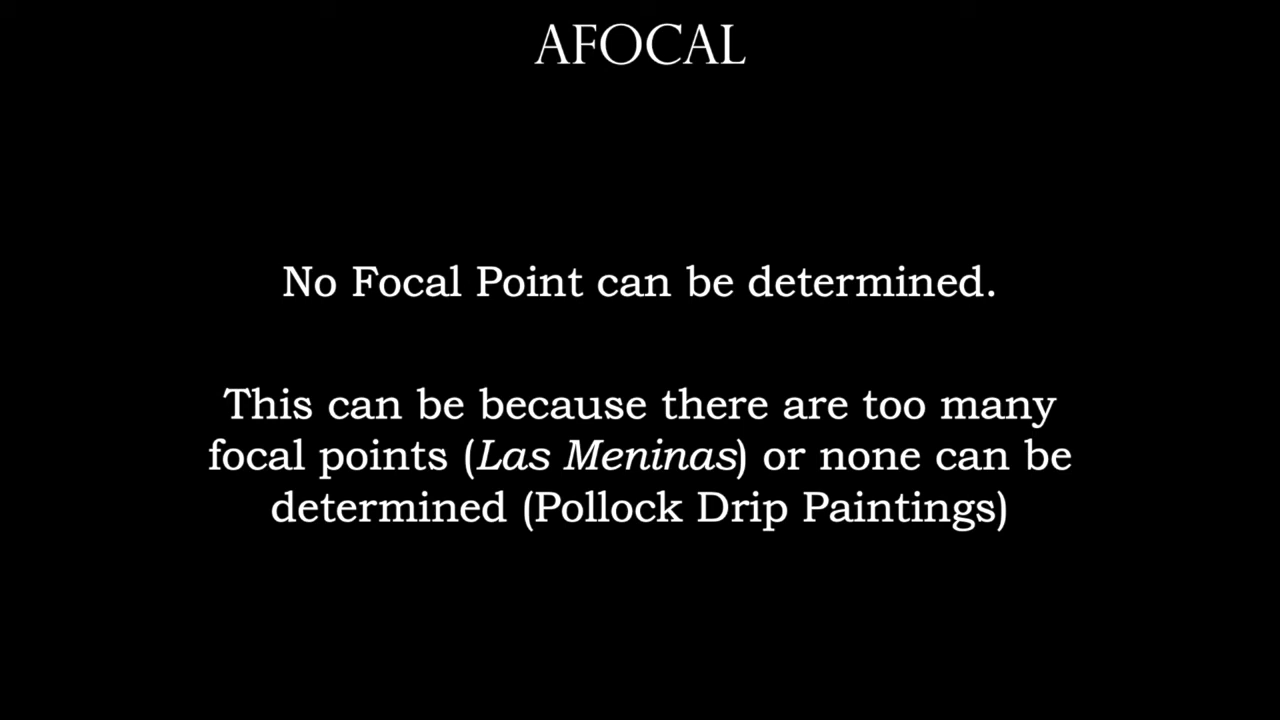 AFOCAL
No Focal Point can be determined.
This can be because there are too many
focal points (Las Meninas) or none can be
determined (Pollock Drip Paintings)